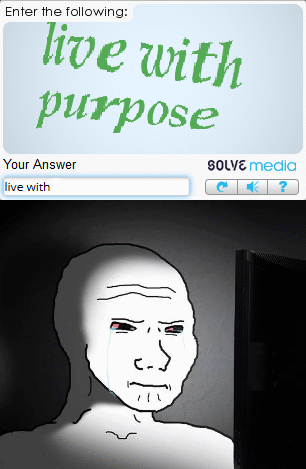 Enter the following:
live with
purpose
Your Answer
SOLVE media
live with
?